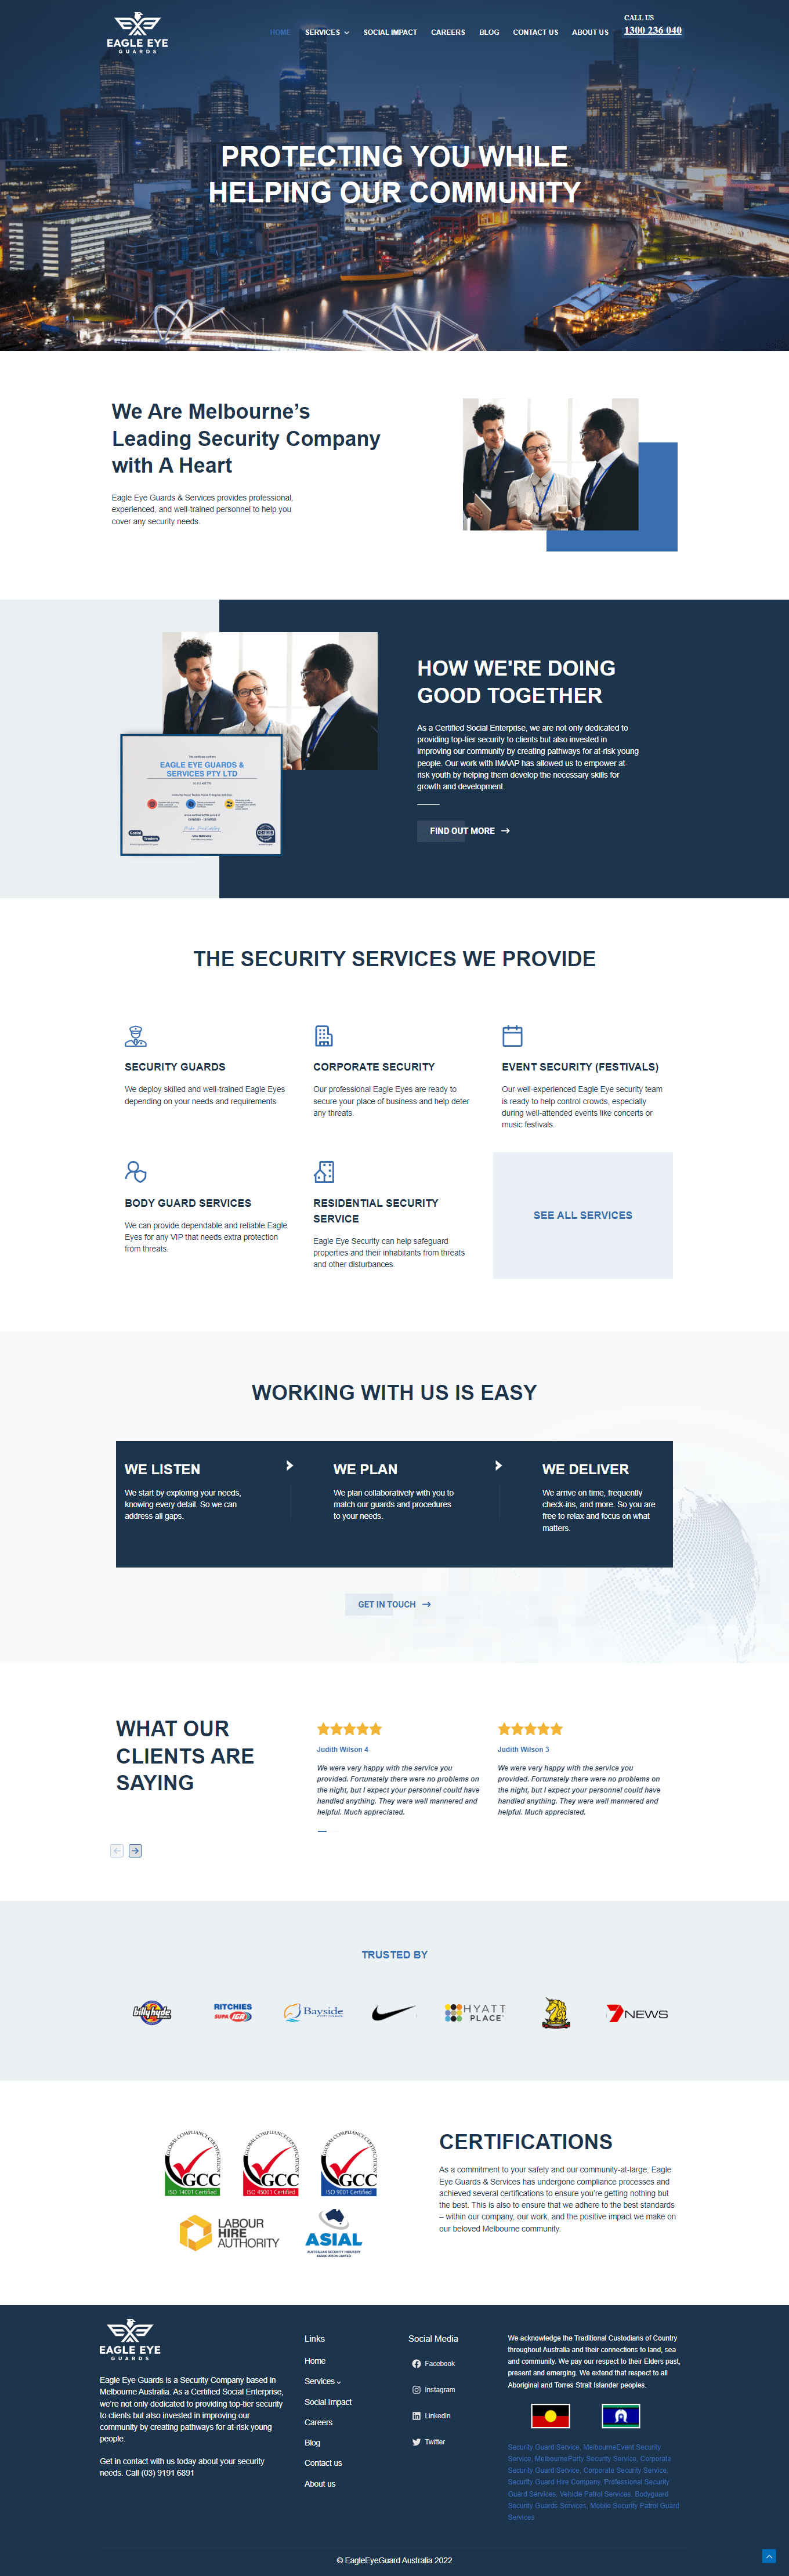 EAGLE EYE
GUARDS
HOME
SERVICES
SOCIAL IMPACT
CAREERS
BLOG
CONTACT US
ABOUT US
CALL US
1300 236 040
PROTECTING YOU WHILE
HELPING OUR COMMUNITY
We Are Melbourne’s
Leading Security Company
with A Heart
Eagle Eye Guards & Services provides professional,
experienced, and well-trained personnel to help you
cover any security needs.
EAGLE EYE GUARDS &
SERVICES PTY LTD
HOW WE'RE DOING
GOOD TOGETHER
As a Certified Social Enterprise, we are not only dedicated to
providing top-tier security to clients but also invested in
improving our community by creating pathways for at-risk young
people. Our work with IMAAP has allowed us to empower at-
risk youth by helping them develop the necessary skills for
growth and development.
FIND OUT MORE
THE SECURITY SERVICES WE PROVIDE
SECURITY GUARDS
We deploy skilled and well-trained Eagle Eyes
depending on your needs and requirements
CORPORATE SECURITY
Our professional Eagle Eyes are ready to
secure your place of business and help deter
any threats.
EVENT SECURITY (FESTIVALS)
Our well-experienced Eagle Eye security team
is ready to help control crowds, especially
during well-attended events like concerts or
music festivals.
BODY GUARD SERVICES
We can provide dependable and reliable Eagle
Eyes for any VIP that needs extra protection
from threats.
RESIDENTIAL SECURITY
SERVICE
Eagle Eye Security can help safeguard
properties and their inhabitants from threats
and other disturbances.
SEE ALL SERVICES
WORKING WITH US IS EASY
WE LISTEN
We start by exploring your needs,
knowing every detail. So we can
address all gaps.
WE PLAN
We plan collaboratively with you to
match our guards and procedures
to your needs.
WE DELIVER
We arrive on time, frequently
check-ins, and more. So you are
free to relax and focus on what
matters.
GET IN TOUCH
WHAT OUR
CLIENTS ARE
SAYING
Judith Wilson 4
We were very happy with the service you
provided. Fortunately there were no problems on
the night, but I expect your personnel could have
handled anything. They were well mannered and
helpful. Much appreciated.
Judith Wilson 3
We were very happy with the service you
provided. Fortunately there were no problems on
the night, but I expect your personnel could have
handled anything. They were well mannered and
helpful. Much appreciated.
TRUSTED BY
billy hyde
RITCHIES
SUPA IGA
Bayside
HYATT
PLACE
7NEWS
GLOBAL COMPLIANCE CERTIFICATION
GCC
ISO 14001 Certified
GLOBAL COMPLIANCE CERTIFICATION
GCC
ISO 45001 Certified
GLOBAL COMPLIANCE CERTIFICATION
GCC
ISO 9001 Certified
LABOUR
HIRE
AUTHORITY
ASIAL
AUSTRALIAN SECURITY INDUSTRY
ASSOCIATION LIMITED
CERTIFICATIONS
As a commitment to your safety and our community-at-large, Eagle
Eye Guards & Services has undergone compliance processes and
achieved several certifications to ensure you’re getting nothing but
the best. This is also to ensure that we adhere to the best standards
– within our company, our work, and the positive impact we make on
our beloved Melbourne community.
EAGLE EYE
GUARDS
Eagle Eye Guards is a Security Company based in
Melbourne Australia. As a Certified Social Enterprise,
we’re not only dedicated to providing top-tier security
to clients but also invested in improving our
community by creating pathways for at-risk young
people.
Get in contact with us today about your security
needs. Call (03) 9191 6891
Links
Home
Services
Social Impact
Careers
Blog
Contact us
About us
Social Media
Facebook
Instagram
LinkedIn
Twitter
We acknowledge the Traditional Custodians of Country
throughout Australia and their connections to land, sea
and community. We pay our respect to their Elders past,
present and emerging. We extend that respect to all
Aboriginal and Torres Strait Islander peoples.
Security Guard Service, MelbourneEvent Security
Service, MelbourneParty Security Service, Corporate
Security Guard Service, Corporate Security Service,
Security Guard Hire Company, Professional Security
Guard Services, Vehicle Patrol Services, Bodyguard
Security Guards Services, Mobile Security Patrol Guard
Services
© EagleEyeGuard Australia 2022